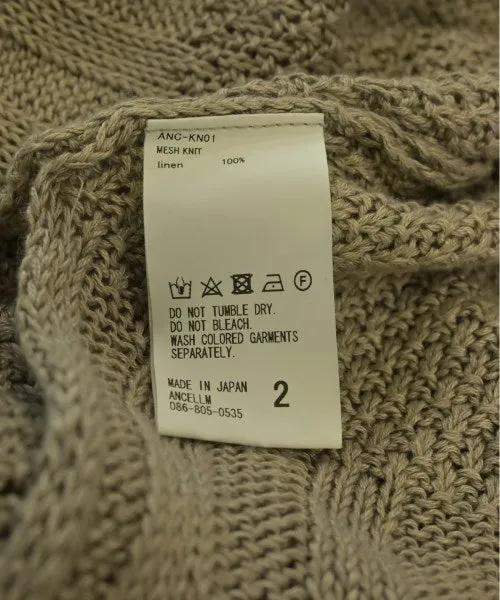 ANC-KN01
MESH KNIT
linen 100%
F
DO NOT TUMBLE DRY.
DO NOT BLEACH.
WASH COLORED GARMENTS
SEPARATELY.
MADE IN JAPAN
ANCELLM
086-805-0535
2